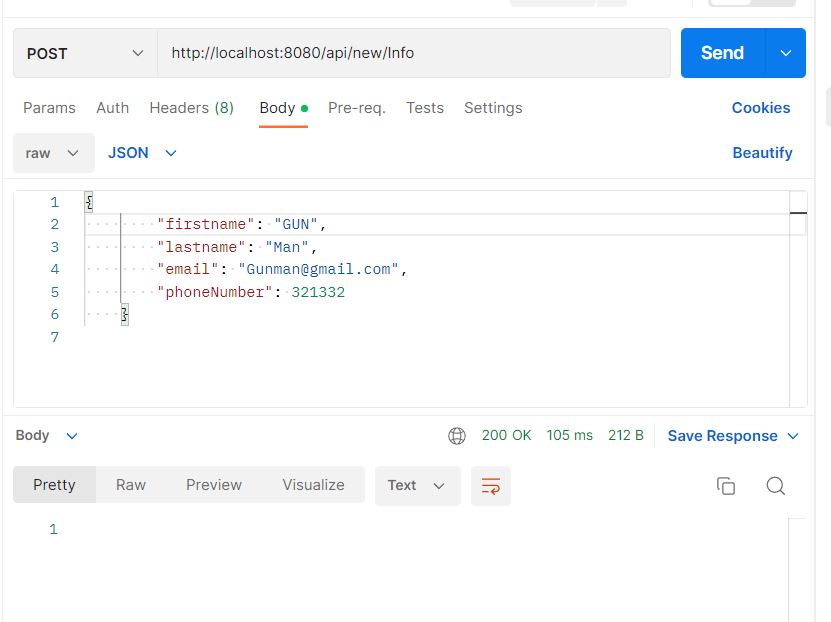 POST http://localhost:8080/api/new/Info Send
Params Auth Headers (8) Body Pre-req. Tests Settings Cookies
raw JSON Beautify
1 {
2 "firstname": "GUN",
3 "lastname": "Man",
4 "email": "Gunman@gmail.com",
5 "phoneNumber": 321332
6 }
7
Body 200 OK 105 ms 212 B Save Response
Pretty Raw Preview Visualize Text
1